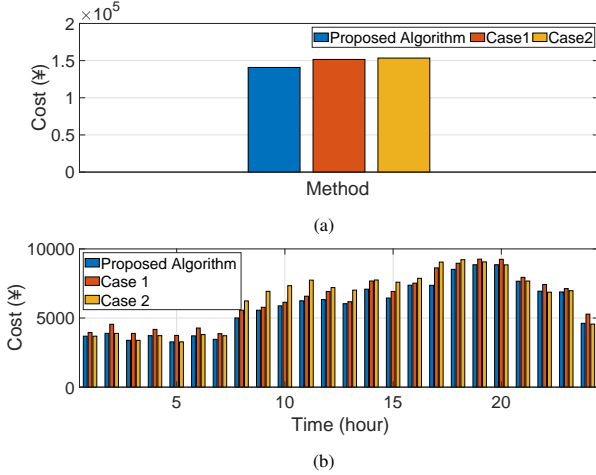 ×10⁵
2
1.5
1
0.5
0
Cost (¥)
Proposed Algorithm Case1 Case2
Method
(a)
10000
5000
0
Cost (¥)
Proposed Algorithm
Case 1
Case 2
5 10 15 20
Time (hour)
(b)